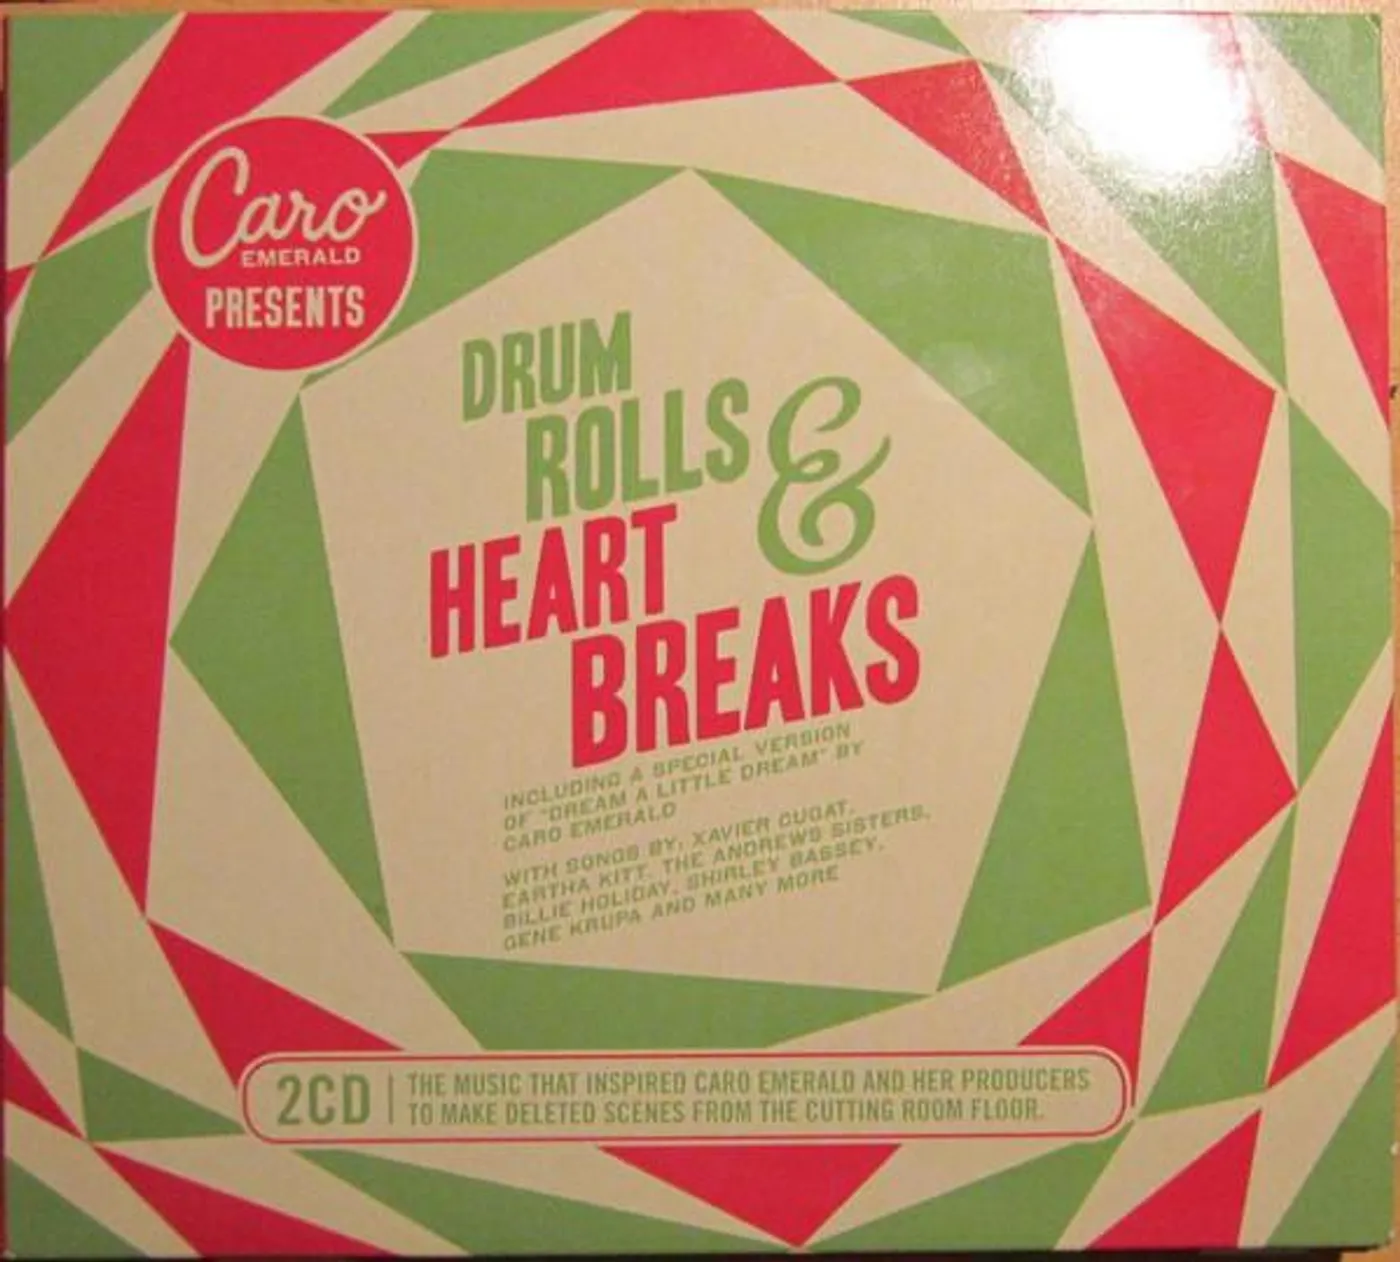 Caro
EMERALD
PRESENTS
DRUM
ROLLS &
HEART
BREAKS
INCLUDING A SPECIAL VERSION
OF "DREAM A LITTLE DREAM" BY
CARO EMERALD
WITH SONGS BY, XAVIER CUGAT,
EARTHA KITT, THE ANDREWS SISTERS,
BILLIE HOLIDAY, SHIRLEY BASSEY,
GENE KRUPA AND MANY MORE
2CD | THE MUSIC THAT INSPIRED CARO EMERALD AND HER PRODUCERS
TO MAKE DELETED SCENES FROM THE CUTTING ROOM FLOOR.